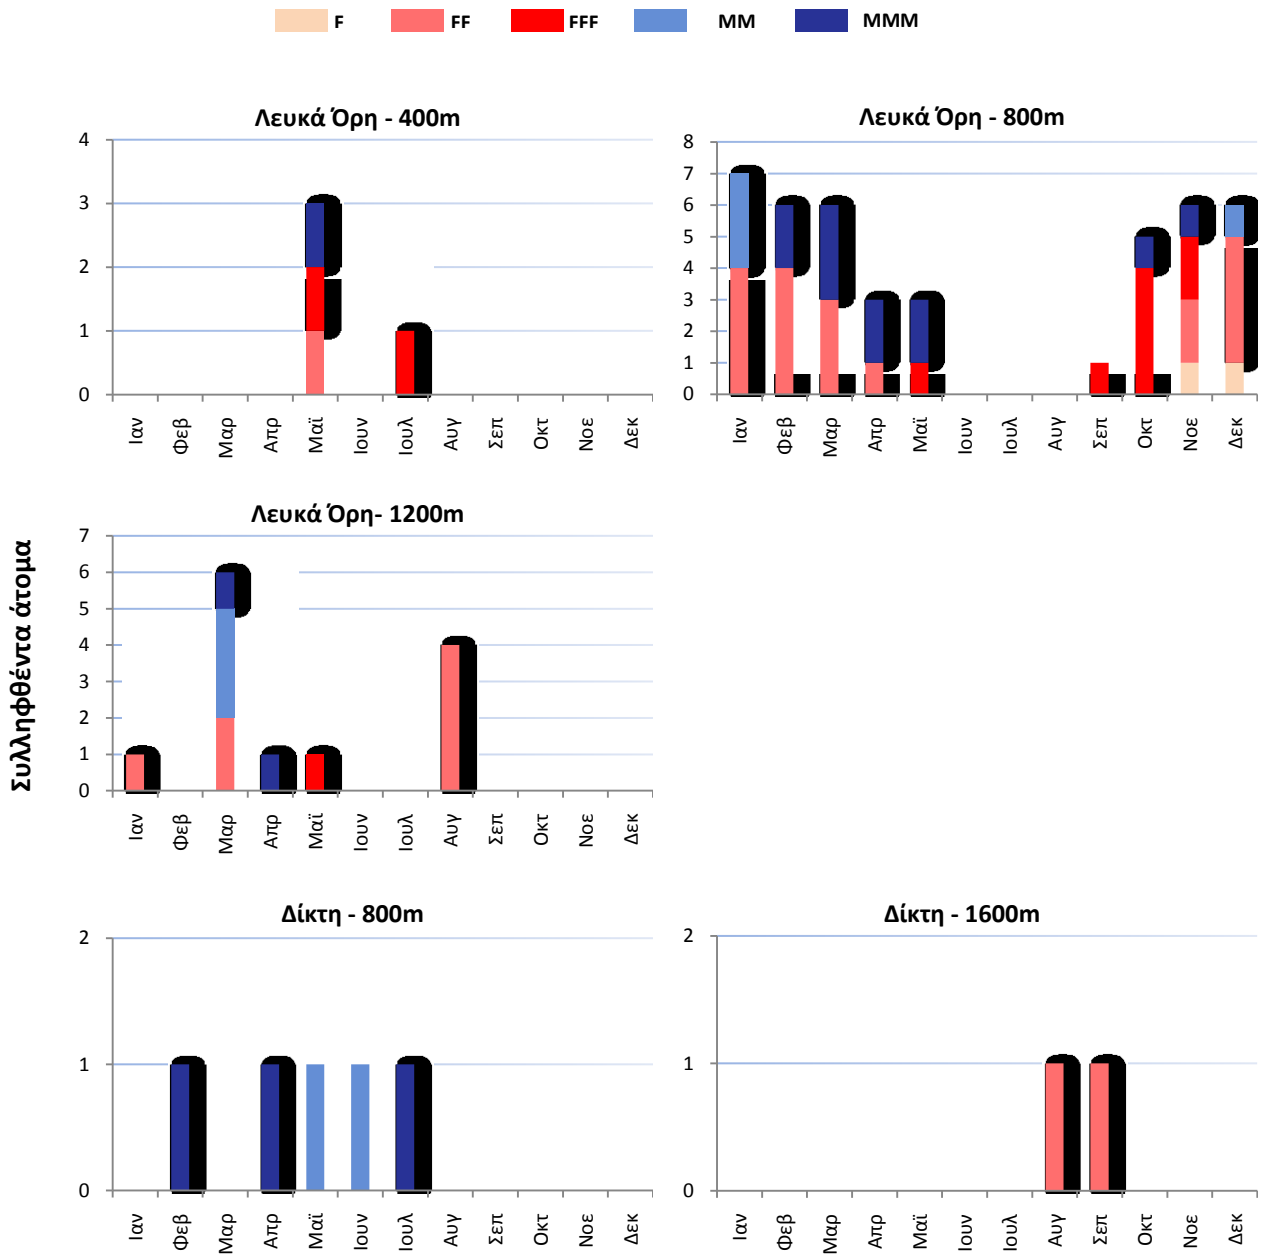 F FF FFF MM MMM
Λευκά Όρη - 400m
4
3
2
1
0
Ιαν Φεβ Μαρ Απρ Μαϊ Ιουν Ιουλ Αυγ Σεπ Οκτ Νοε Δεκ
Λευκά Όρη - 800m
8
7
6
5
4
3
2
1
0
Ιαν Φεβ Μαρ Απρ Μαϊ Ιουν Ιουλ Αυγ Σεπ Οκτ Νοε Δεκ
Συλληφθέντα άτομα
Λευκά Όρη- 1200m
7
6
5
4
3
2
1
0
Ιαν Φεβ Μαρ Απρ Μαϊ Ιουν Ιουλ Αυγ Σεπ Οκτ Νοε Δεκ
Δίκτη - 800m
2
1
0
Ιαν Φεβ Μαρ Απρ Μαϊ Ιουν Ιουλ Αυγ Σεπ Οκτ Νοε Δεκ
Δίκτη - 1600m
2
1
0
Ιαν Φεβ Μαρ Απρ Μαϊ Ιουν Ιουλ Αυγ Σεπ Οκτ Νοε Δεκ